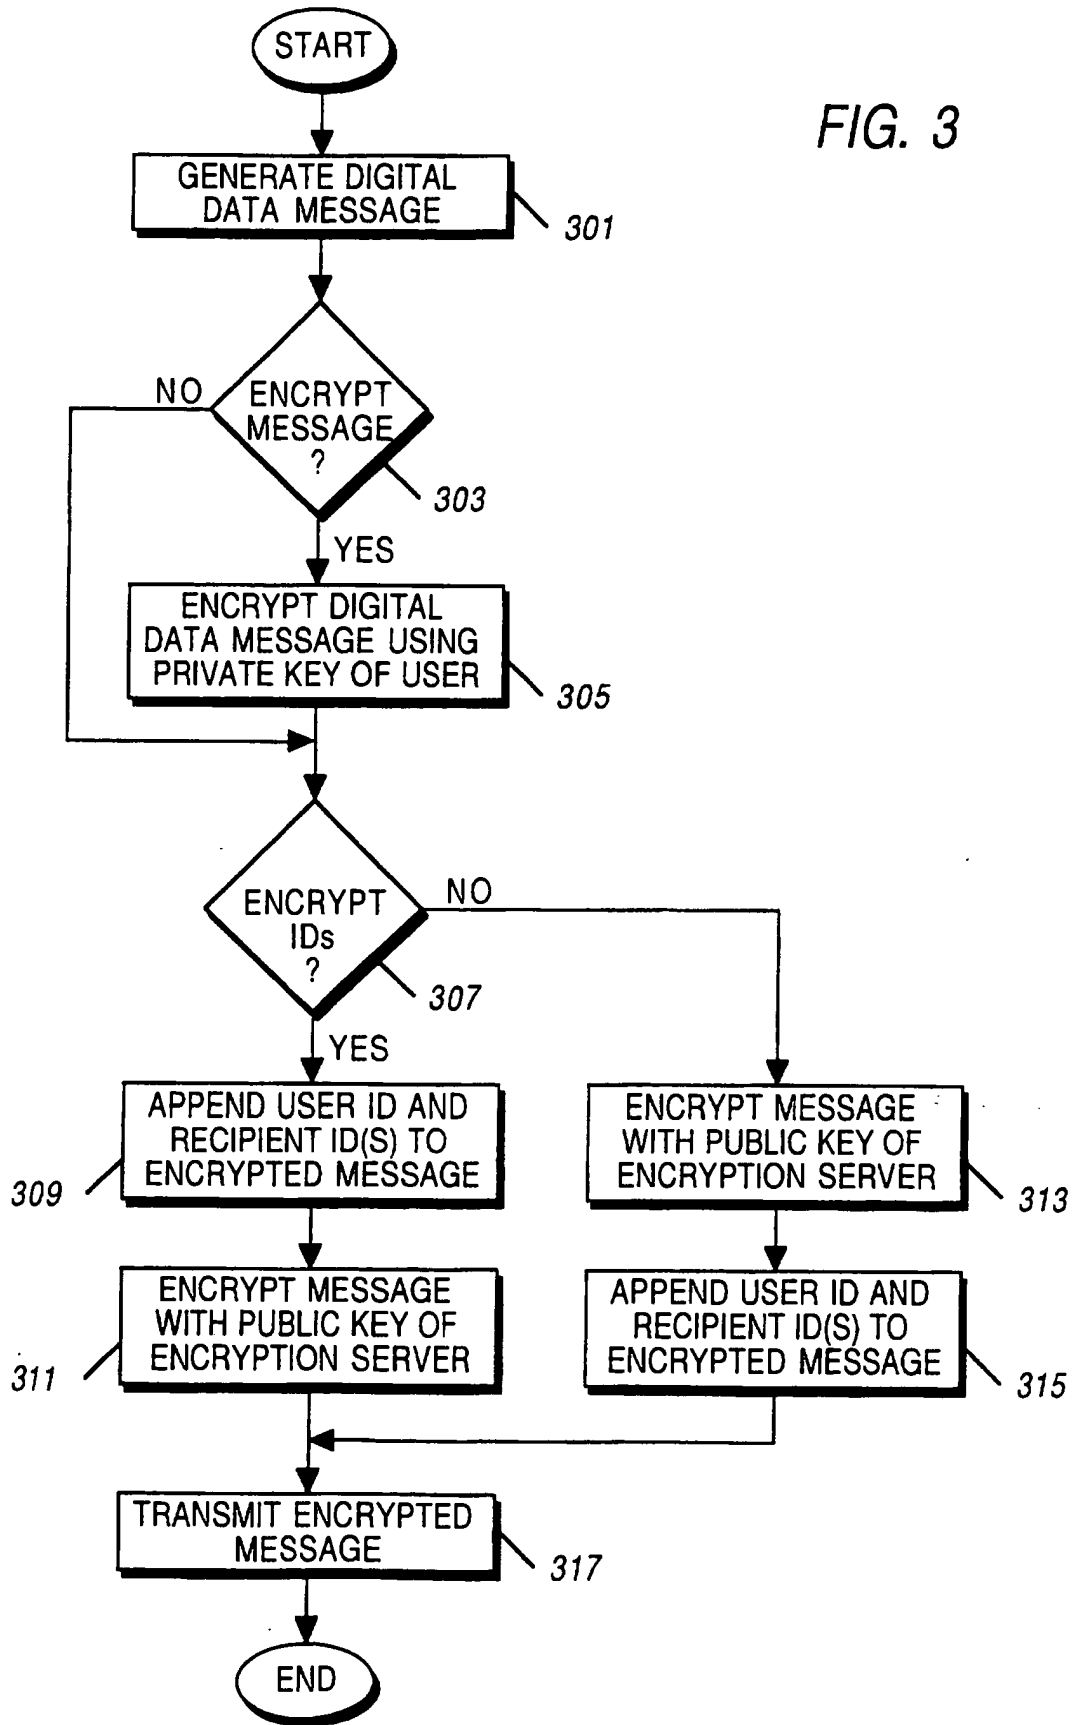 START
FIG. 3
GENERATE DIGITAL
DATA MESSAGE
301
ENCRYPT
MESSAGE
?
NO
303
YES
ENCRYPT DIGITAL
DATA MESSAGE USING
PRIVATE KEY OF USER
305
ENCRYPT
IDs
?
NO
307
YES
APPEND USER ID AND
RECIPIENT ID(S) TO
ENCRYPTED MESSAGE
309
ENCRYPT MESSAGE
WITH PUBLIC KEY OF
ENCRYPTION SERVER
313
ENCRYPT MESSAGE
WITH PUBLIC KEY OF
ENCRYPTION SERVER
311
APPEND USER ID AND
RECIPIENT ID(S) TO
ENCRYPTED MESSAGE
315
TRANSMIT ENCRYPTED
MESSAGE
317
END